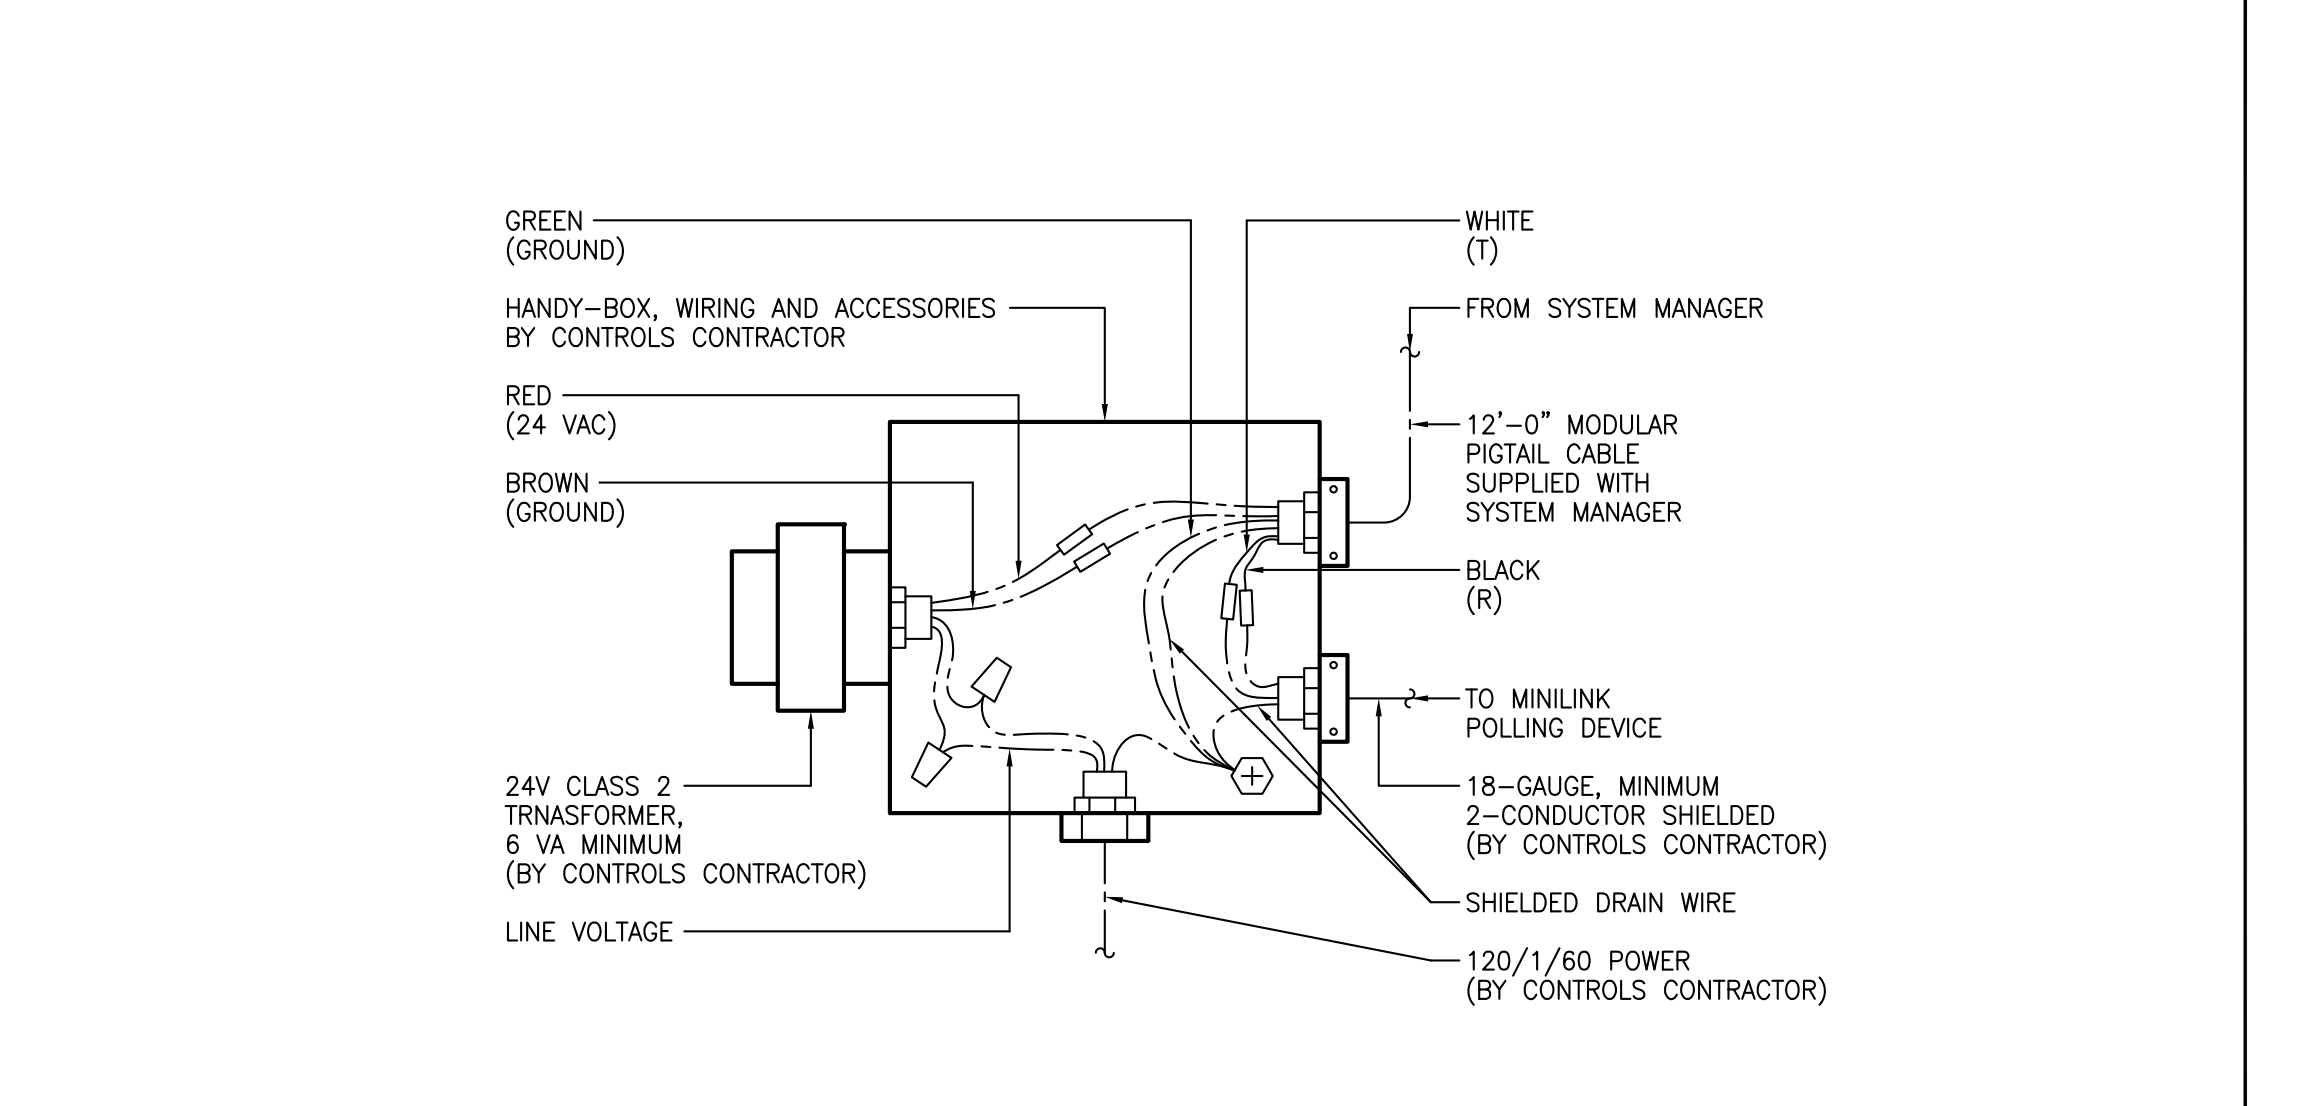 GREEN
(GROUND)
HANDY-BOX, WIRING AND ACCESSORIES
BY CONTROLS CONTRACTOR
RED
(24 VAC)
BROWN
(GROUND)
24V CLASS 2
TRNASFORMER,
6 VA MINIMUM
(BY CONTROLS CONTRACTOR)
LINE VOLTAGE
WHITE
(T)
FROM SYSTEM MANAGER
12'-0" MODULAR
PIGTAIL CABLE
SUPPLIED WITH
SYSTEM MANAGER
BLACK
(R)
TO MINILINK
POLLING DEVICE
18-GAUGE, MINIMUM
2-CONDUCTOR SHIELDED
(BY CONTROLS CONTRACTOR)
SHIELDED DRAIN WIRE
120/1/60 POWER
(BY CONTROLS CONTRACTOR)